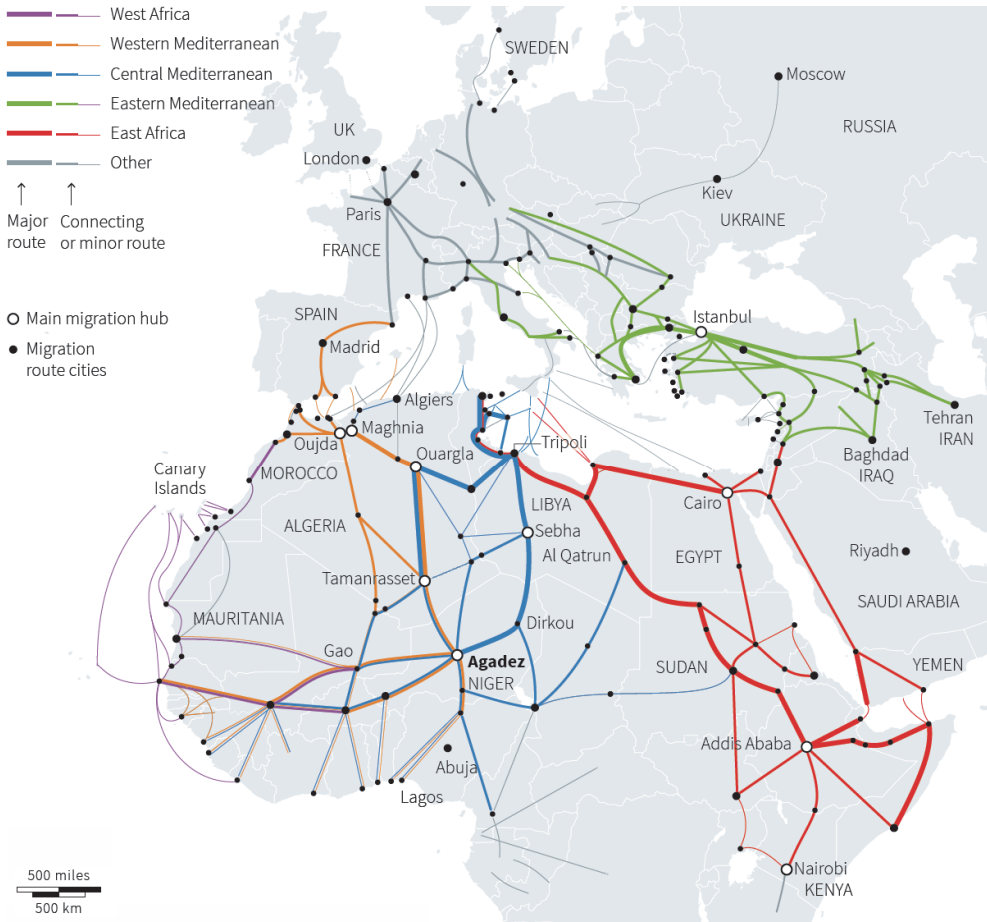 West Africa
Western Mediterranean
Central Mediterranean
Eastern Mediterranean
East Africa
Other
Major
route
Connecting
or minor route
Main migration hub
Migration
route cities
SWEDEN
Moscow
RUSSIA
UK
London
Kiev
UKRAINE
Paris
FRANCE
SPAIN
Madrid
Istanbul
Tehran
IRAN
Algiers
Maghnia
Oujda
Ouargla
Tripoli
Baghdad
IRAQ
Canary
Islands
MOROCCO
LIBYA
Cairo
ALGERIA
Sebha
Al Qatrun
EGYPT
Riyadh
Tamanrasset
SAUDI ARABIA
MAURITANIA
Dirkou
Gao
Agadez
NIGER
SUDAN
YEMEN
Addis Ababa
Abuja
Lagos
Nairobi
KENYA
500 miles
500 km